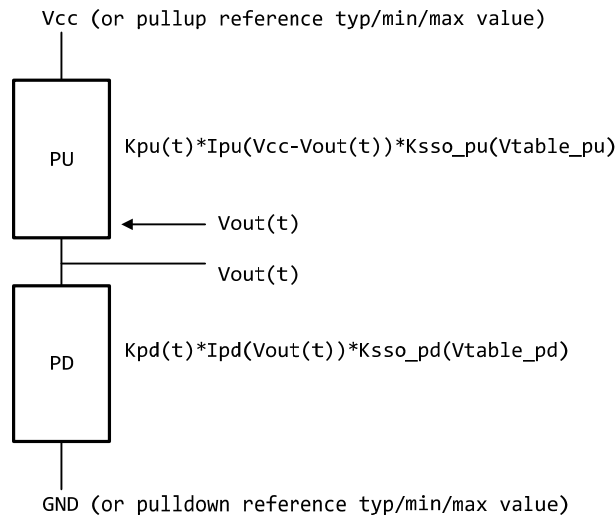 Vcc (or pullup reference typ/min/max value)
PU
Kpu(t)*Ipu(Vcc-Vout(t))*Ksso_pu(Vtable_pu)
Vout(t)
Vout(t)
Kpd(t)*Ipd(Vout(t))*Ksso_pd(Vtable_pd)
PD
GND (or pulldown reference typ/min/max value)